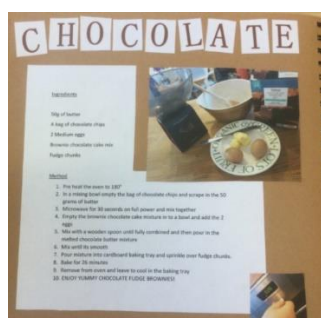 CHOCOLATE
Ingredients
50g of butter
A bag of chocolate chips
2 Medium eggs
Brownie chocolate cake mix
Fudge chunks
Method
1. Pre heat the oven to 180°
2. In a mixing bowl empty the bag of chocolate chips and scrape in the 50
grams of butter
3. Microwave for 30 seconds on full power and mix together
4. Empty the brownie chocolate cake mixture in to a bowl and add the 2
eggs
5. Mix with a wooden spoon until fully combined and then pour in the
melted chocolate butter mixture
6. Mix until its smooth
7. Pour mixture into cardboard baking tray and sprinkle over fudge chunks.
8. Bake for minutes
9. Remove from oven and leave to cool in the baking tray
10. ENJOY YUMMY CHOCOLATE FUDGE BROWNIES!